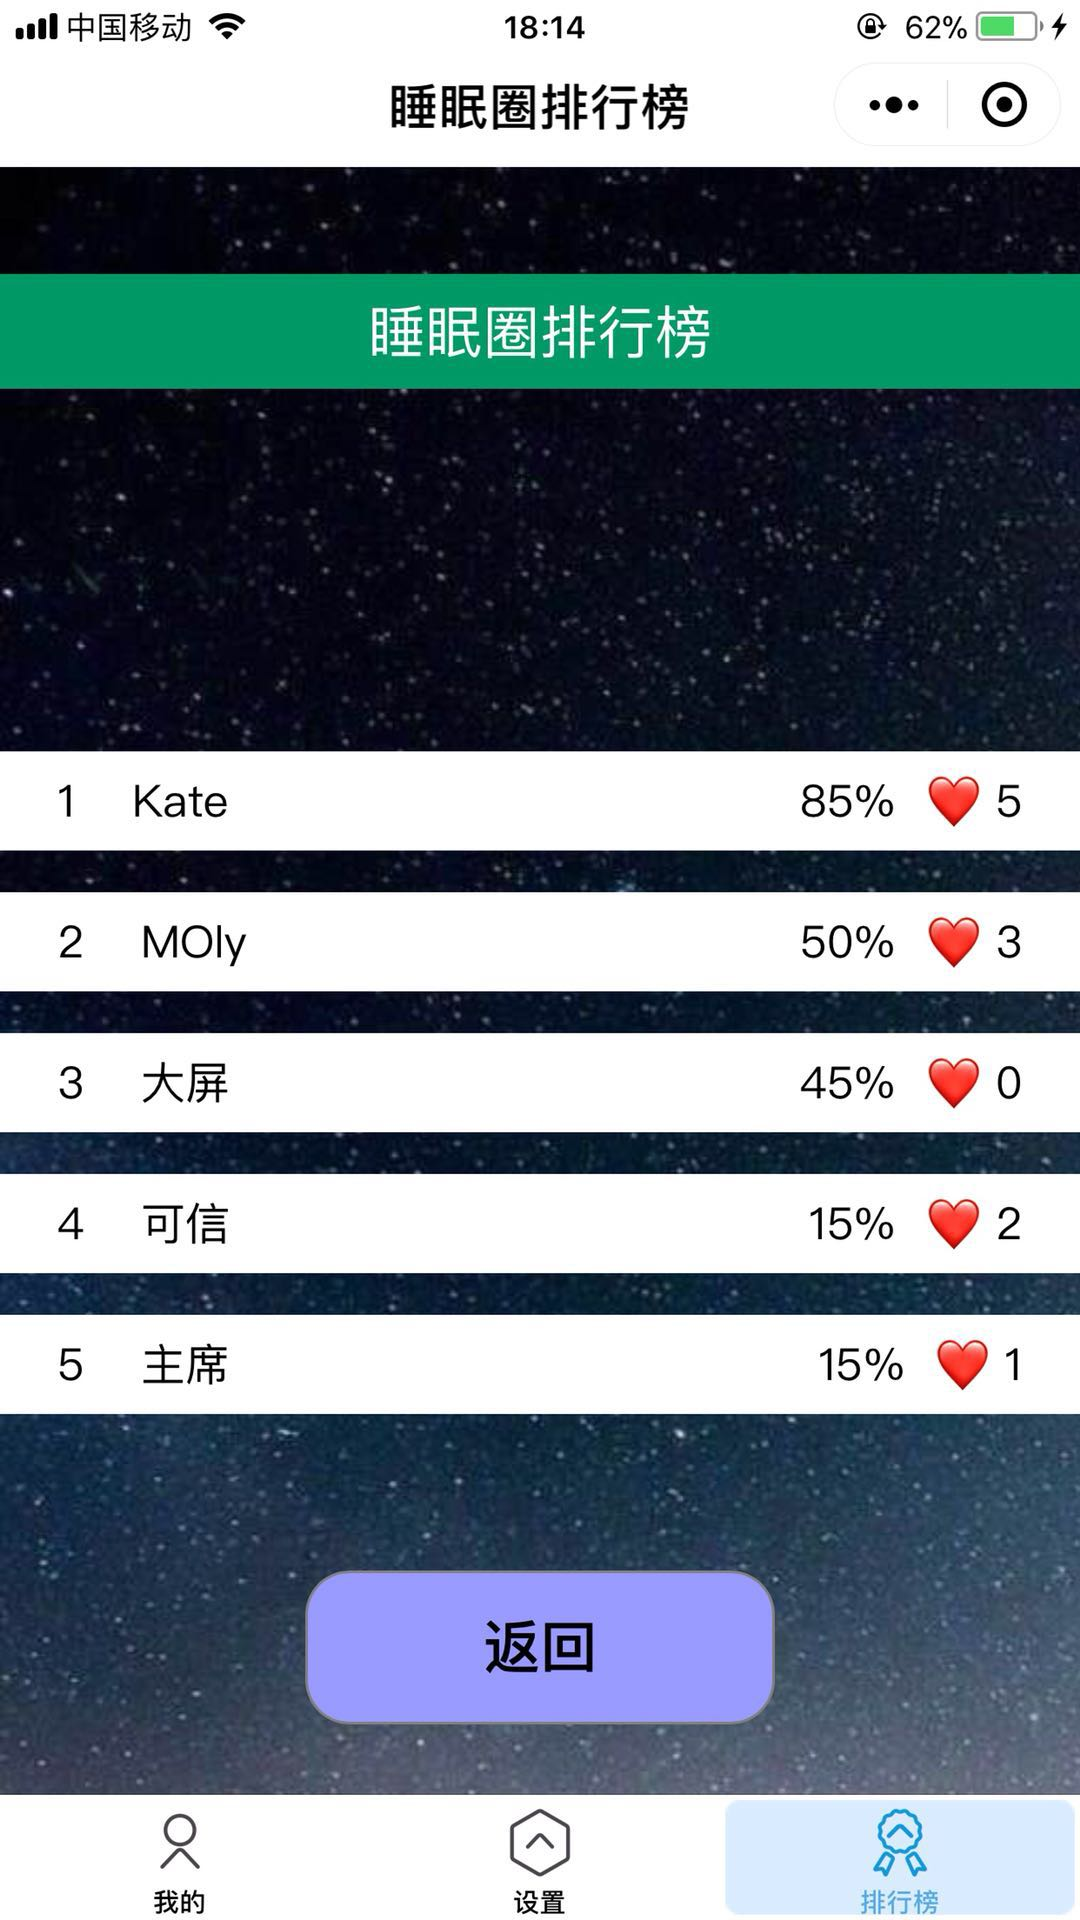 中国移动 18:14 62%
睡眠圈排行榜
睡眠圈排行榜
1 Kate 85% ❤️ 5
2 MOly 50% ❤️ 3
3 大屏 45% ❤️ 0
4 可信 15% ❤️ 2
5 主席 15% ❤️ 1
返回
我的 设置 排行榜